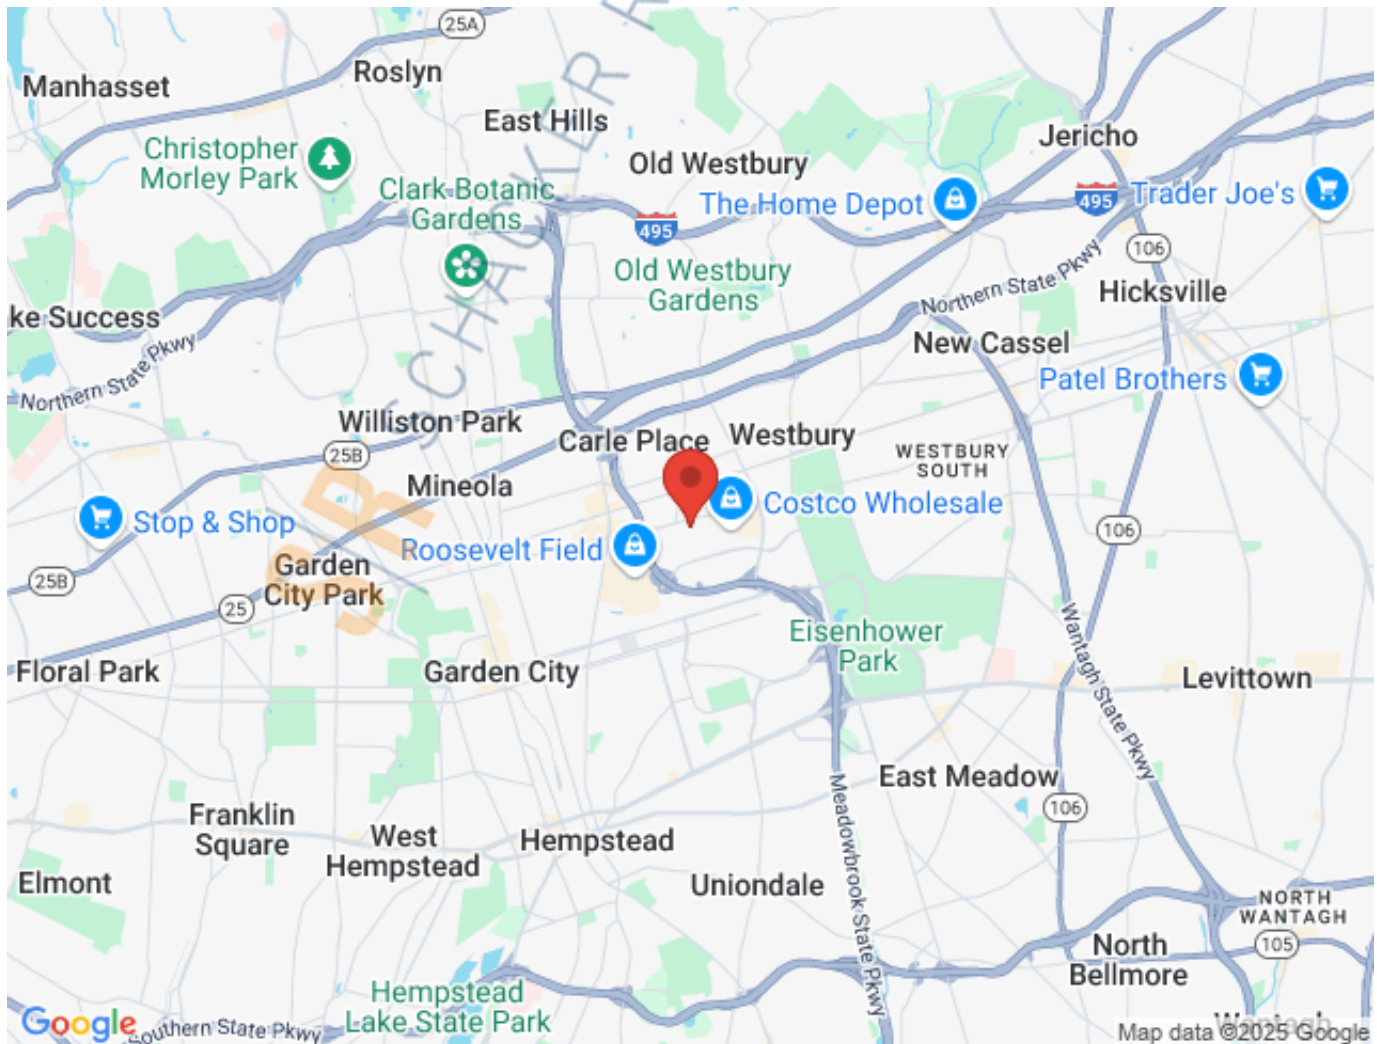 25A
Manhasset
Roslyn
East Hills
Jericho
Christopher
Morley Park
Old Westbury
Clark Botanic
Gardens
The Home Depot
495
Trader Joe's
495
106
Old Westbury
Gardens
Northern State Pkwy
Hicksville
ke Success
New Cassel
Northern State Pkwy
Patel Brothers
Williston Park
Carle Place
Westbury
WESTBURY
SOUTH
25B
Mineola
Costco Wholesale
Stop & Shop
Roosevelt Field
106
25B
Garden
City Park
25
Eisenhower
Park
Wantagh State Pkwy
Floral Park
Garden City
Levittown
East Meadow
Meadowbrook State Pkwy
106
Franklin
Square
West
Hempstead
Hempstead
Elmont
Uniondale
NORTH
WANTAGH
105
North
Bellmore
Hempstead
Lake State Park
Google
Southern State Pkwy
Wantagh
Map data ©2025 Google